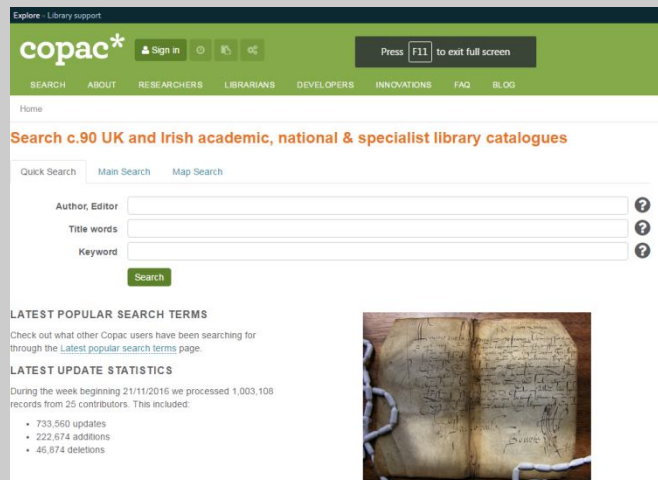 Explore - Library support
copac*
Sign in
Press F11 to exit full screen
SEARCH ABOUT RESEARCHERS LIBRARIANS DEVELOPERS INNOVATIONS FAQ BLOG
Home
Search c.90 UK and Irish academic, national & specialist library catalogues
Quick Search Main Search Map Search
Author, Editor ?
Title words ?
Keyword ?
Search
LATEST POPULAR SEARCH TERMS
Check out what other Copac users have been searching for
through the Latest popular search terms page.
LATEST UPDATE STATISTICS
During the week beginning 21/11/2016 we processed 1,003,108
records from 25 contributors. This included:
• 733,560 updates
• 222,674 additions
• 46,874 deletions